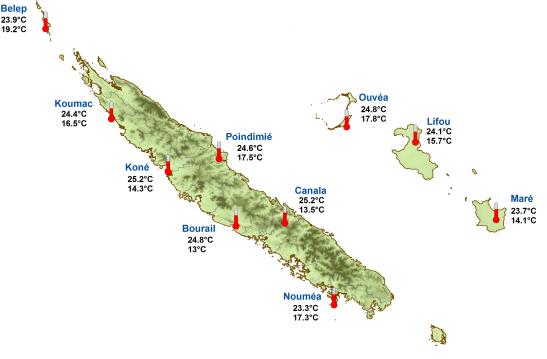 Belep
23.9°C
19.2°C
Koumac
24.4°C
16.5°C
Ouvéa
24.8°C
17.8°C
Lifou
24.1°C
15.7°C
Poindimié
24.6°C
17.5°C
Koné
25.2°C
14.3°C
Canala
25.2°C
13.5°C
Maré
23.7°C
14.1°C
Bourail
24.8°C
13°C
Nouméa
23.3°C
17.3°C